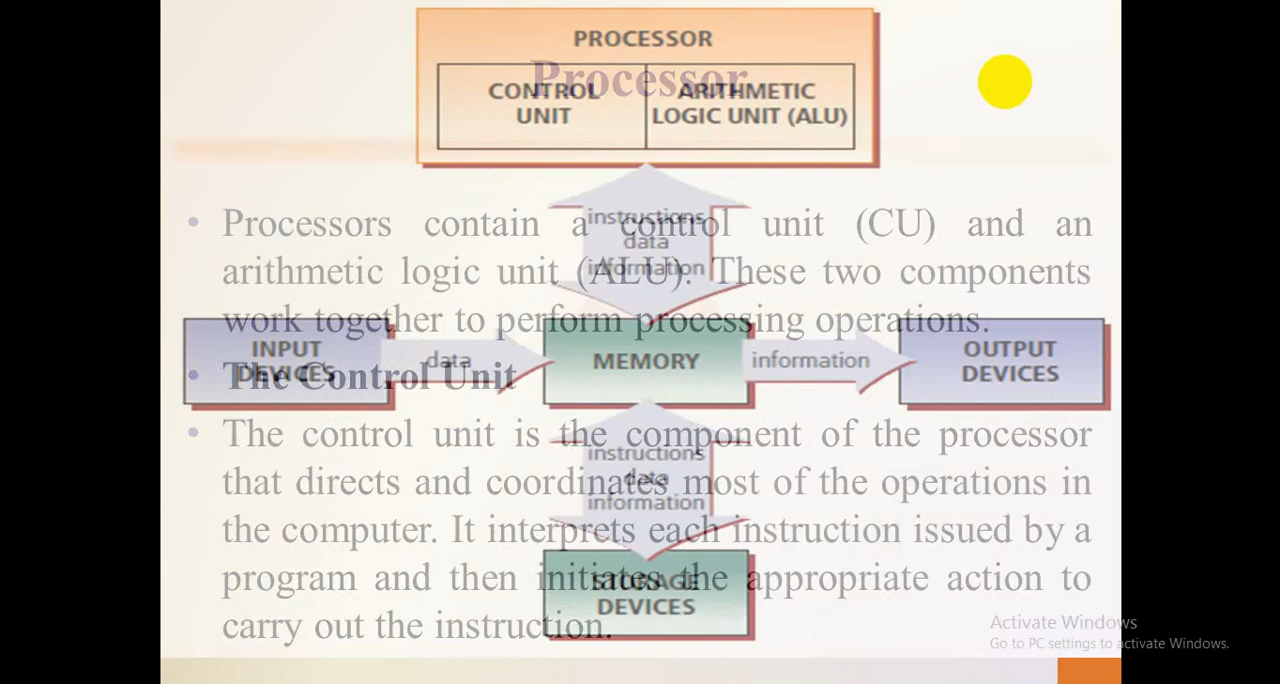 PROCESSOR
Processor
CONTROL UNIT
ARITHMETIC LOGIC UNIT (ALU)
instructions
data
information
• Processors contain a control unit (CU) and an
arithmetic logic unit (ALU). These two components
work together to perform processing operations.
INPUT DEVICES
data
MEMORY
information
OUTPUT DEVICES
• The Control Unit
• The control unit is the component of the processor
that directs and coordinates most of the operations in
the computer. It interprets each instruction issued by a
program and then initiates the appropriate action to
carry out the instruction.
instructions
data
information
STORAGE DEVICES
Activate Windows
Go to PC settings to activate Windows.